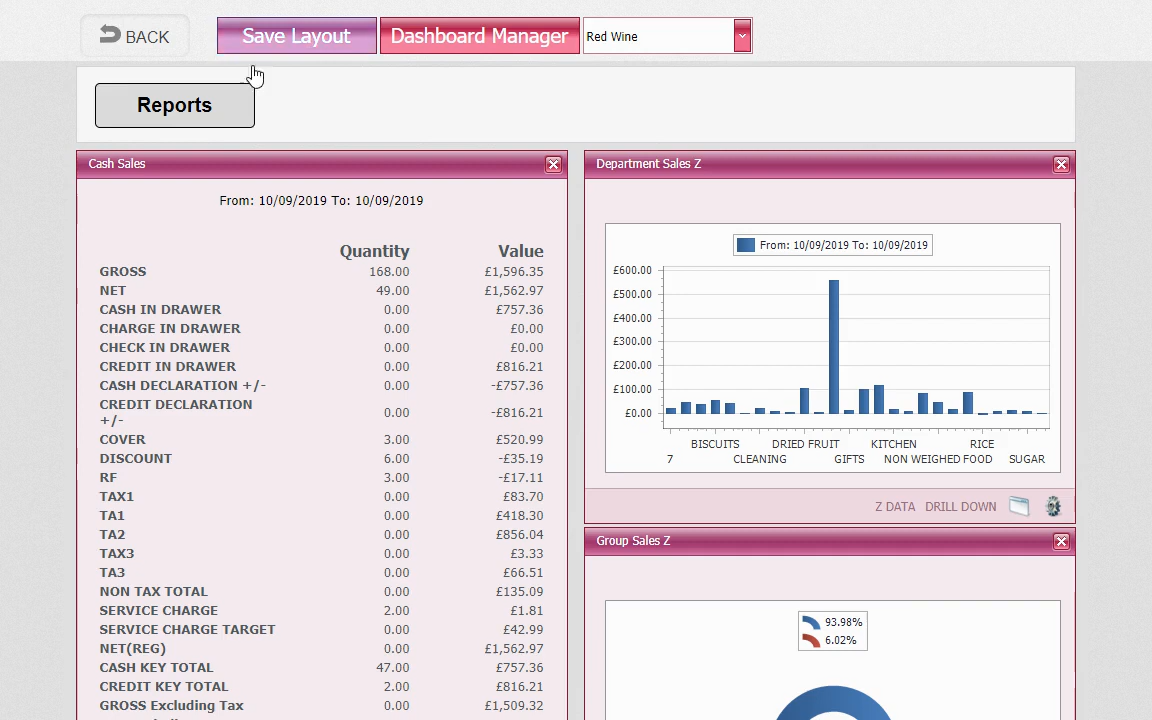 BACK
Save Layout
Dashboard Manager
Red Wine
Reports
Cash Sales
From: 10/09/2019 To: 10/09/2019
Quantity Value
GROSS 168.00 £1,596.35
NET 49.00 £1,562.97
CASH IN DRAWER 0.00 £757.36
CHARGE IN DRAWER 0.00 £0.00
CHECK IN DRAWER 0.00 £0.00
CREDIT IN DRAWER 0.00 £816.21
CASH DECLARATION +/- 0.00 -£757.36
CREDIT DECLARATION
+/- 0.00 -£816.21
COVER 3.00 £520.99
DISCOUNT 6.00 -£35.19
RF 3.00 -£17.11
TAX1 0.00 £83.70
TA1 0.00 £418.30
TA2 0.00 £856.04
TAX3 0.00 £3.33
TA3 0.00 £66.51
NON TAX TOTAL 0.00 £135.09
SERVICE CHARGE 2.00 £1.81
SERVICE CHARGE TARGET 0.00 £42.99
NET(REG) 0.00 £1,562.97
CASH KEY TOTAL 47.00 £757.36
CREDIT KEY TOTAL 2.00 £816.21
GROSS Excluding Tax 0.00 £1,509.32
Department Sales Z
From: 10/09/2019 To: 10/09/2019
£600.00
£500.00
£400.00
£300.00
£200.00
£100.00
£0.00
BISCUITS DRIED FRUIT KITCHEN RICE
7 CLEANING GIFTS NON WEIGHED FOOD SUGAR
Z DATA DRILL DOWN
Group Sales Z
93.98%
6.02%